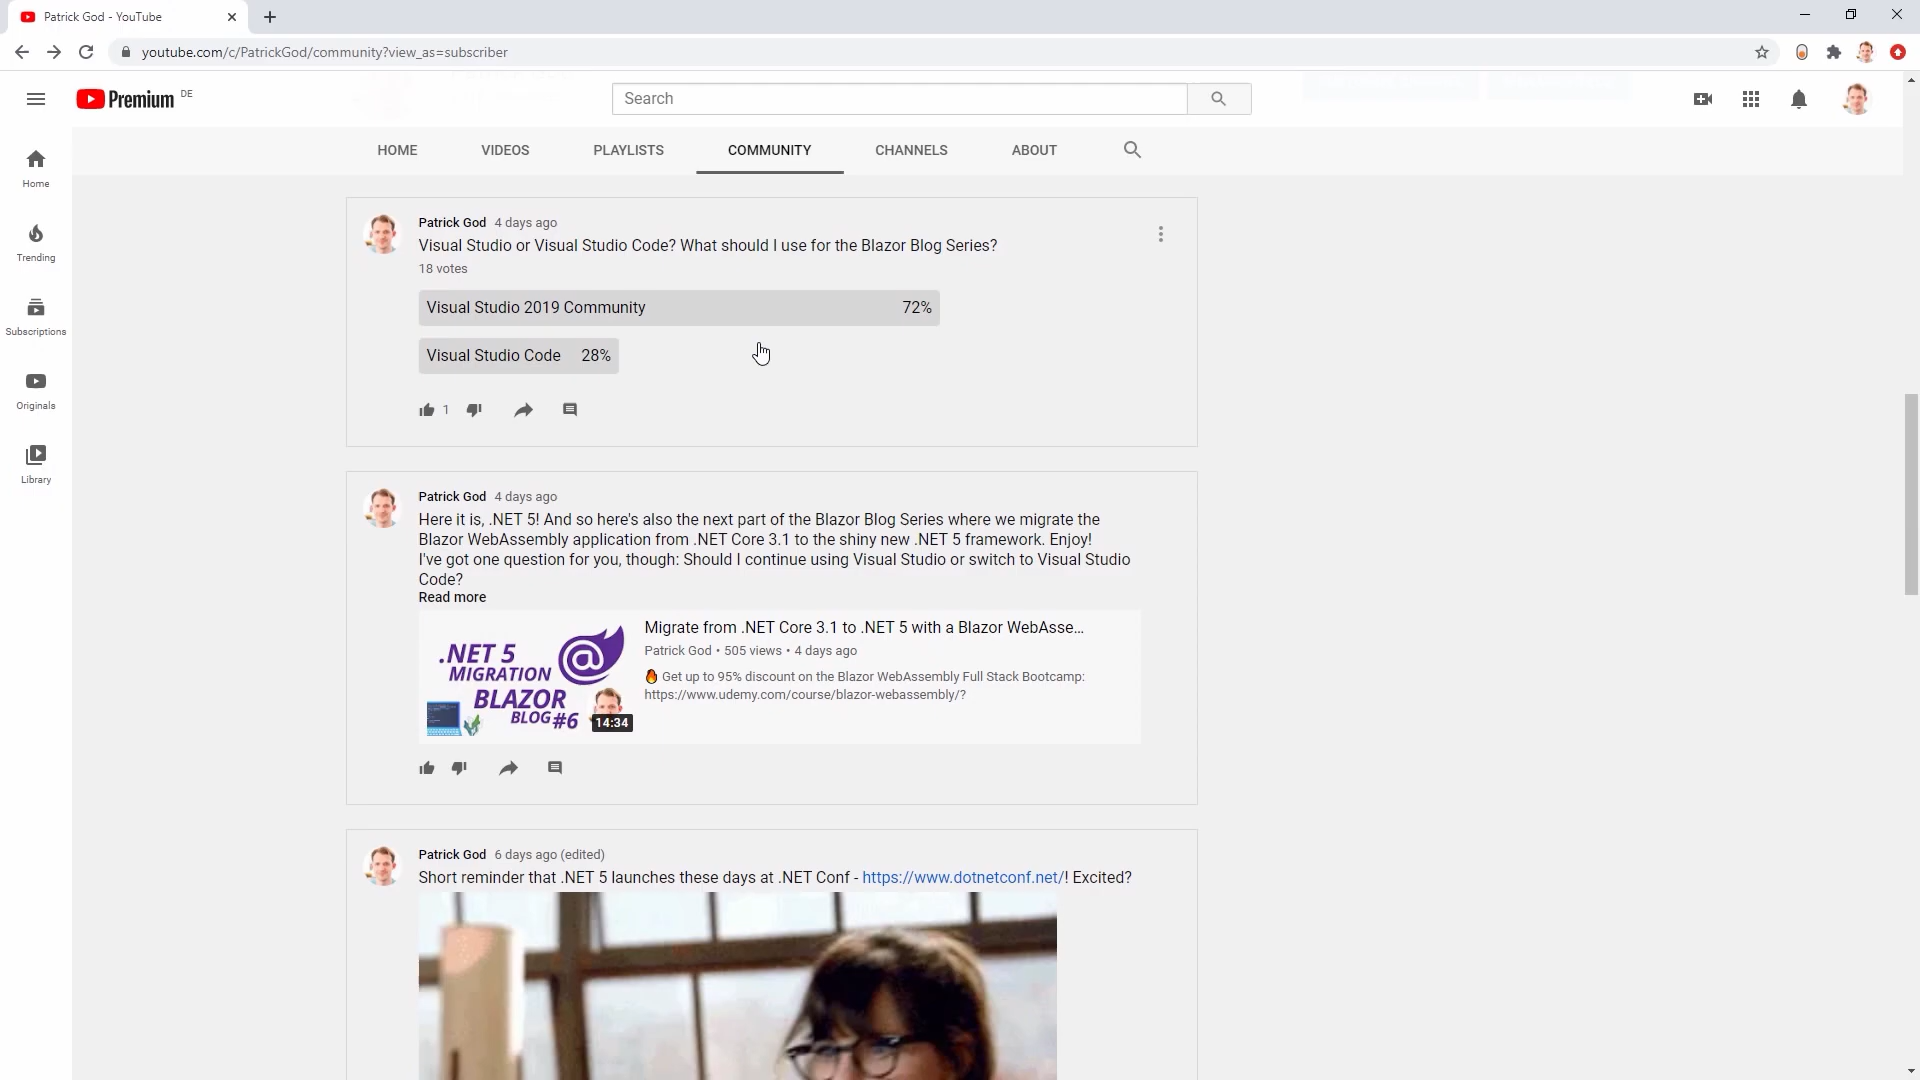 Patrick God - YouTube
youtube.com/c/PatrickGod/community?view_as=subscriber
Premium DE
Search
HOME VIDEOS PLAYLISTS COMMUNITY CHANNELS ABOUT
Home
Trending
Subscriptions
Originals
Library
Patrick God 4 days ago
Visual Studio or Visual Studio Code? What should I use for the Blazor Blog Series?
18 votes
Visual Studio 2019 Community 72%
Visual Studio Code 28%
1
Patrick God 4 days ago
Here it is, .NET 5! And so here's also the next part of the Blazor Blog Series where we migrate the
Blazor WebAssembly application from .NET Core 3.1 to the shiny new .NET 5 framework. Enjoy!
I've got one question for you, though: Should I continue using Visual Studio or switch to Visual Studio
Code?
Read more
.NET 5
MIGRATION
BLAZOR
BLOG #6
14:34
Migrate from .NET Core 3.1 to .NET 5 with a Blazor WebAsse...
Patrick God • 505 views • 4 days ago
🔥 Get up to 95% discount on the Blazor WebAssembly Full Stack Bootcamp:
https://www.udemy.com/course/blazor-webassembly/?
Patrick God 6 days ago (edited)
Short reminder that .NET 5 launches these days at .NET Conf - https://www.dotnetconf.net/! Excited?